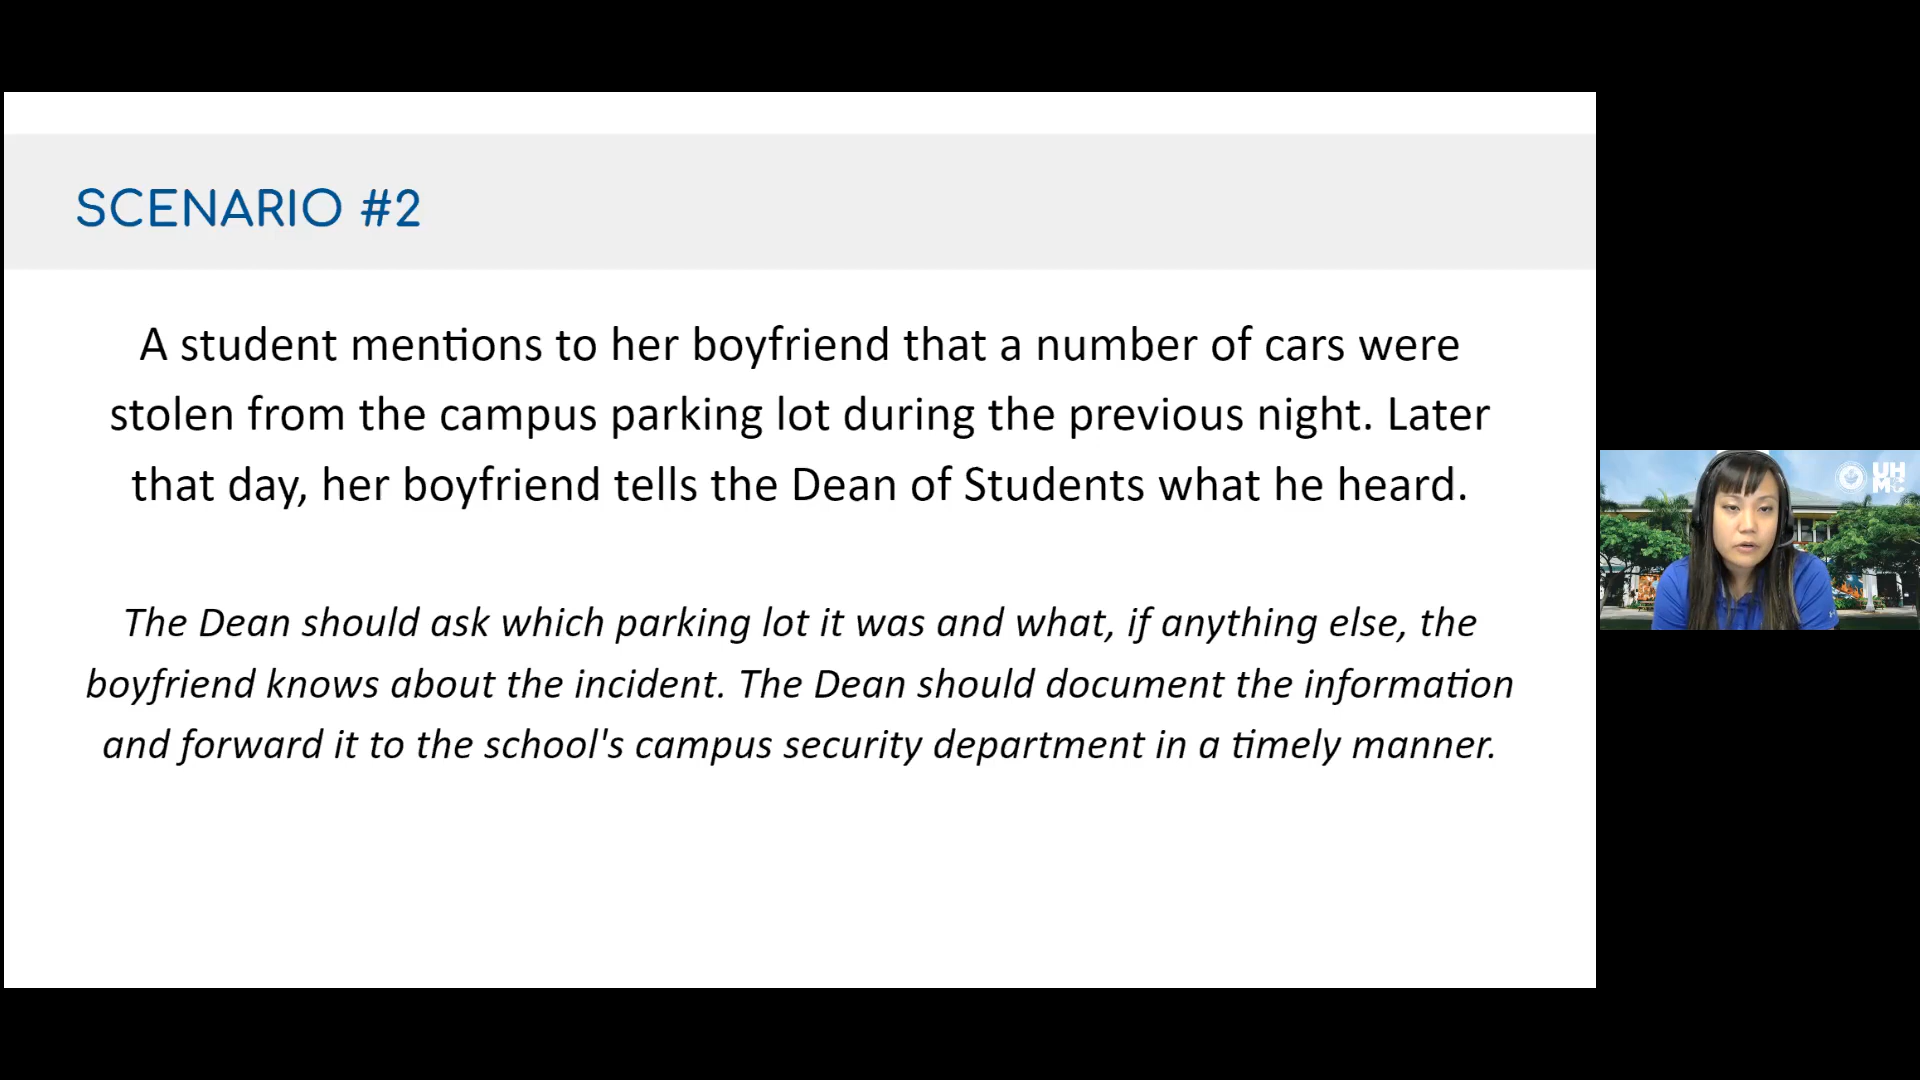 SCENARIO #2
A student mentions to her boyfriend that a number of cars were
stolen from the campus parking lot during the previous night. Later
that day, her boyfriend tells the Dean of Students what he heard.
The Dean should ask which parking lot it was and what, if anything else, the
boyfriend knows about the incident. The Dean should document the information
and forward it to the school's campus security department in a timely manner.
UH
MC